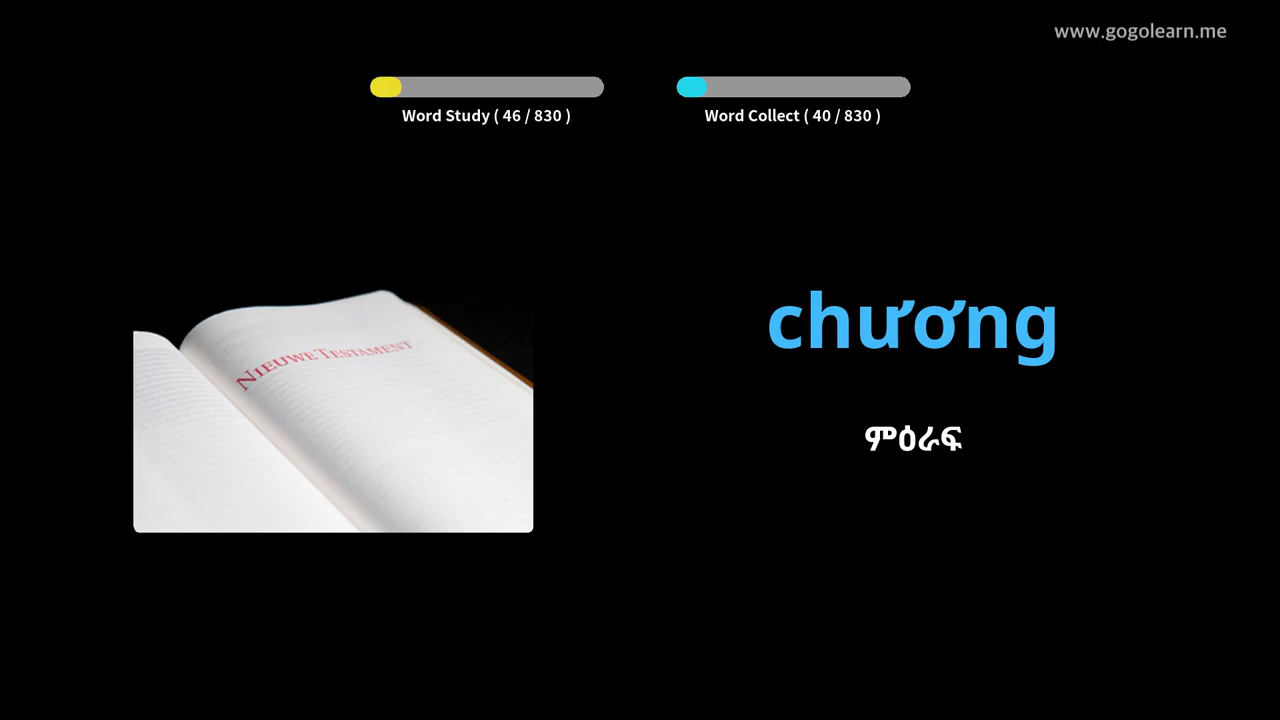 www.gogolearn.me
Word Study ( 46 / 830 )
Word Collect ( 40 / 830 )
NIEUWE TESTAMENT
chương
ምዕራፍ